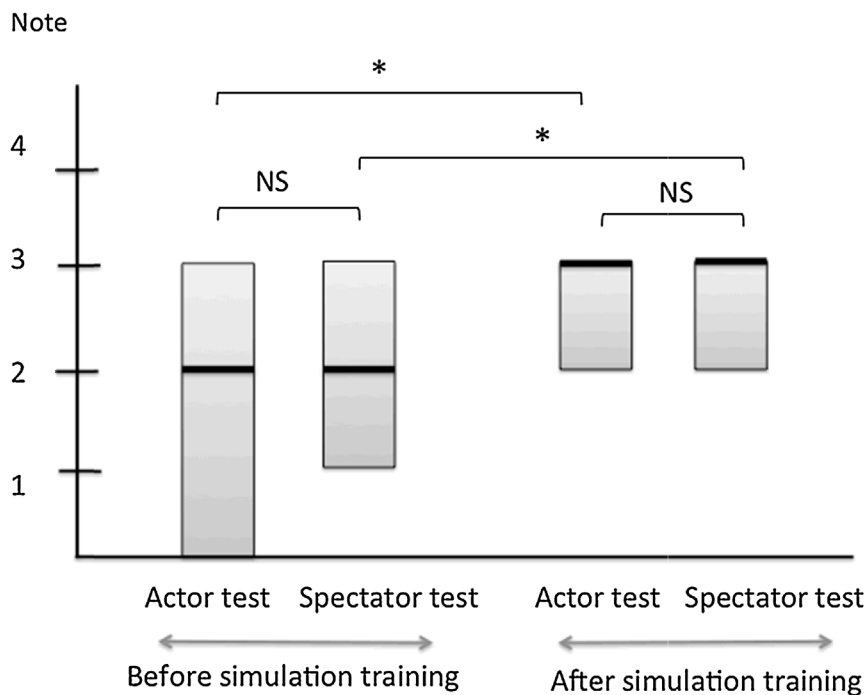 Note
*
*
4
NS
NS
3
2
1
Actor test Spectator test Actor test Spectator test
Before simulation training After simulation training